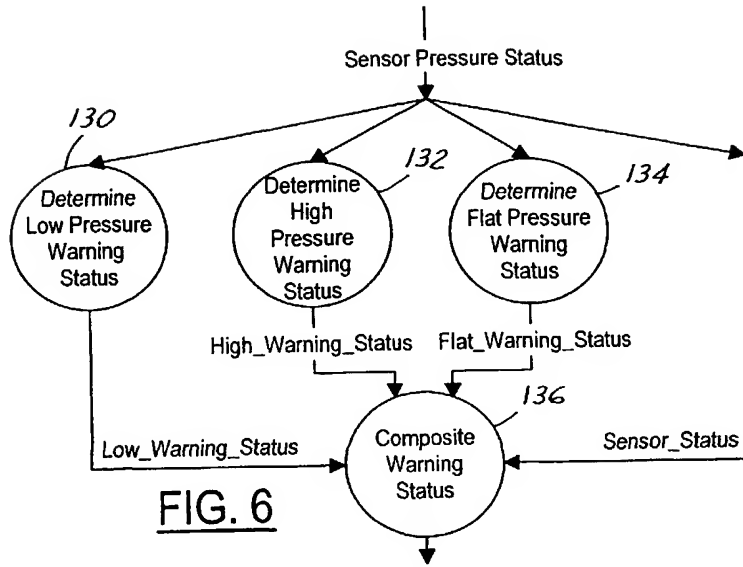 Sensor Pressure Status
130
Determine
Low Pressure
Warning
Status
132
Determine
High
Pressure
Warning
Status
134
Determine
Flat Pressure
Warning
Status
High_Warning_Status
Flat_Warning_Status
136
Low_Warning_Status
Composite
Warning
Status
Sensor_Status
FIG. 6